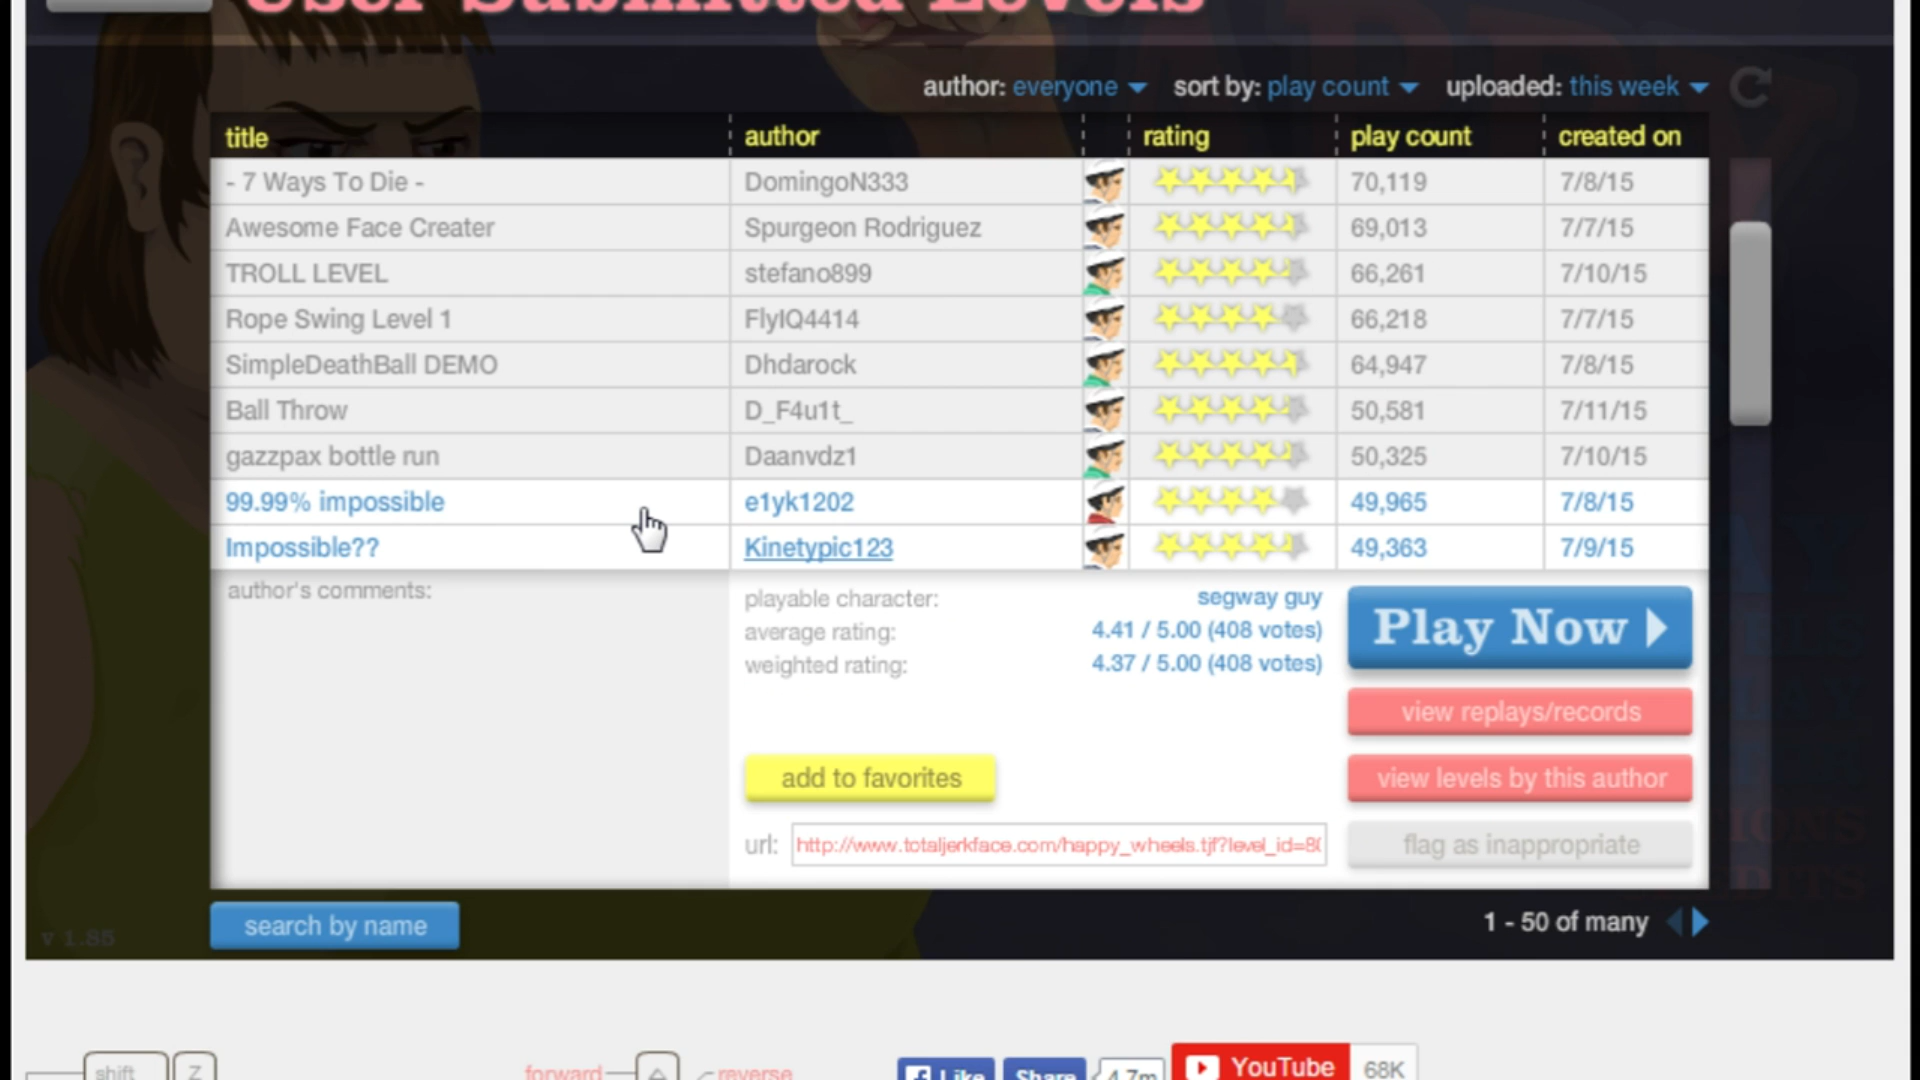 User Submitted Levels
author: everyone sort by: play count uploaded: this week
title author rating play count created on
- 7 Ways To Die - DomingoN333 70,119 7/8/15
Awesome Face Creater Spurgeon Rodriguez 69,013 7/7/15
TROLL LEVEL stefano899 66,261 7/10/15
Rope Swing Level 1 FlyIQ4414 66,218 7/7/15
SimpleDeathBall DEMO Dhdarock 64,947 7/8/15
Ball Throw D_F4u1t_ 50,581 7/11/15
gazzpax bottle run Daanvdz1 50,325 7/10/15
99.99% impossible e1yk1202 49,965 7/8/15
Impossible?? Kinetypic123 49,363 7/9/15
author's comments:
playable character: segway guy
average rating: 4.41 / 5.00 (408 votes)
weighted rating: 4.37 / 5.00 (408 votes)
Play Now
view replays/records
add to favorites
view levels by this author
url: http://www.totaljerkface.com/happy_wheels.tjf?level_id=8
flag as inappropriate
search by name
1 - 50 of many
v 1.85
shift Z
forward reverse
Like Share 4.7m YouTube 68K